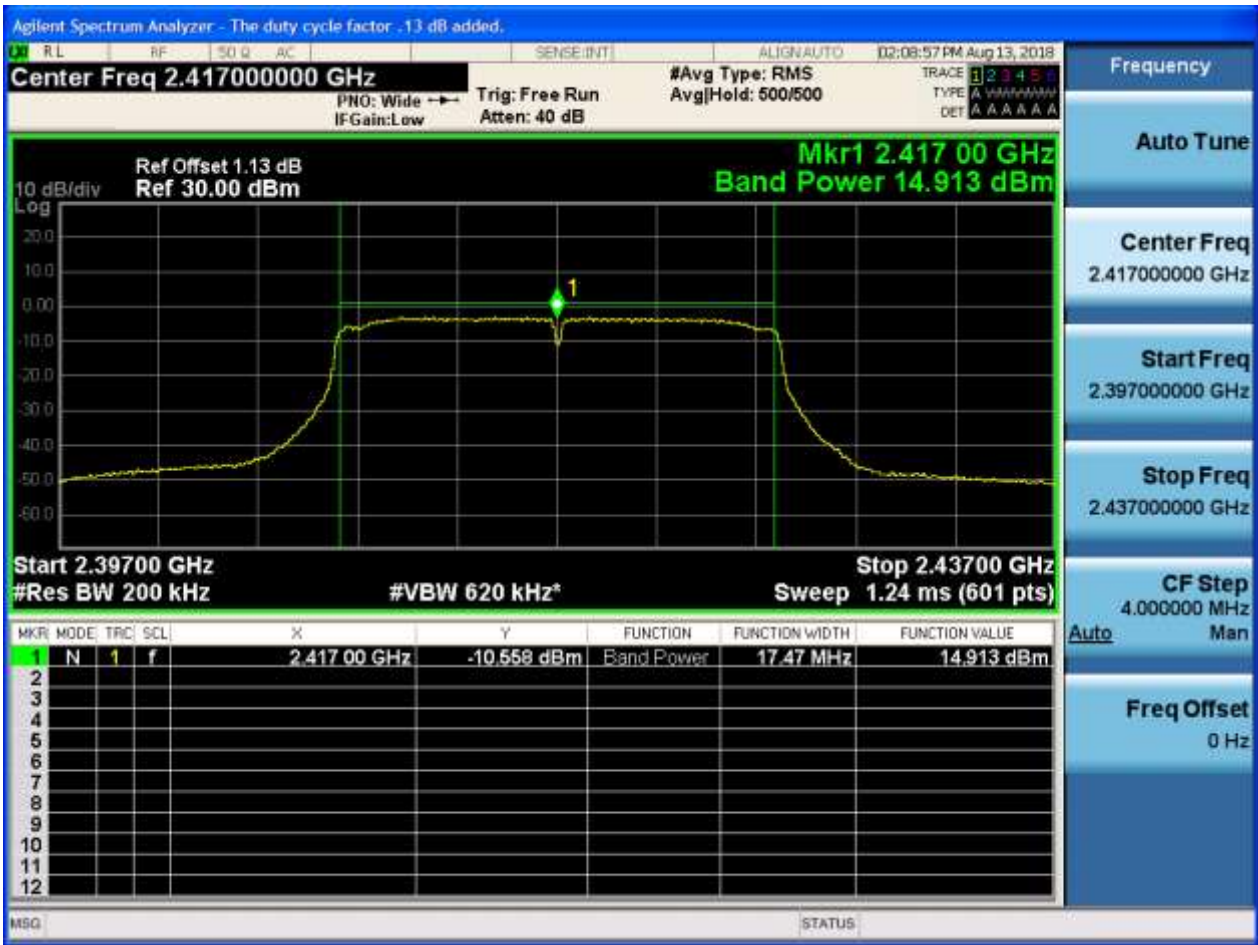 Agilent Spectrum Analyzer - The duty cycle factor .13 dB added.
RL RF 50 Ω AC SENSE:INT ALIGNAUTO 02:08:57 PM Aug 13, 2018
Center Freq 2.417000000 GHz
PNO: Wide
IFGain:Low
Trig: Free Run
Atten: 40 dB
#Avg Type: RMS
Avg|Hold: 500/500
TRACE 1 2 3 4 5 6
TYPE A WWWWW
DET A A A A A A
Mkr1 2.417 00 GHz
Band Power 14.913 dBm
Ref Offset 1.13 dB
10 dB/div Ref 30.00 dBm
Log
20.0
10.0
0.00
-10.0
-20.0
-30.0
-40.0
-50.0
-60.0
1
Start 2.39700 GHz Stop 2.43700 GHz
#Res BW 200 kHz #VBW 620 kHz* Sweep 1.24 ms (601 pts)
MKR MODE TRC SCL X Y FUNCTION FUNCTION WIDTH FUNCTION VALUE
1 N 1 f 2.417 00 GHz -10.558 dBm Band Power 17.47 MHz 14.913 dBm
2
3
4
5
6
7
8
9
10
11
12
MSG STATUS
Frequency
Auto Tune
Center Freq
2.417000000 GHz
Start Freq
2.397000000 GHz
Stop Freq
2.437000000 GHz
CF Step
4.000000 MHz
Auto Man
Freq Offset
0 Hz